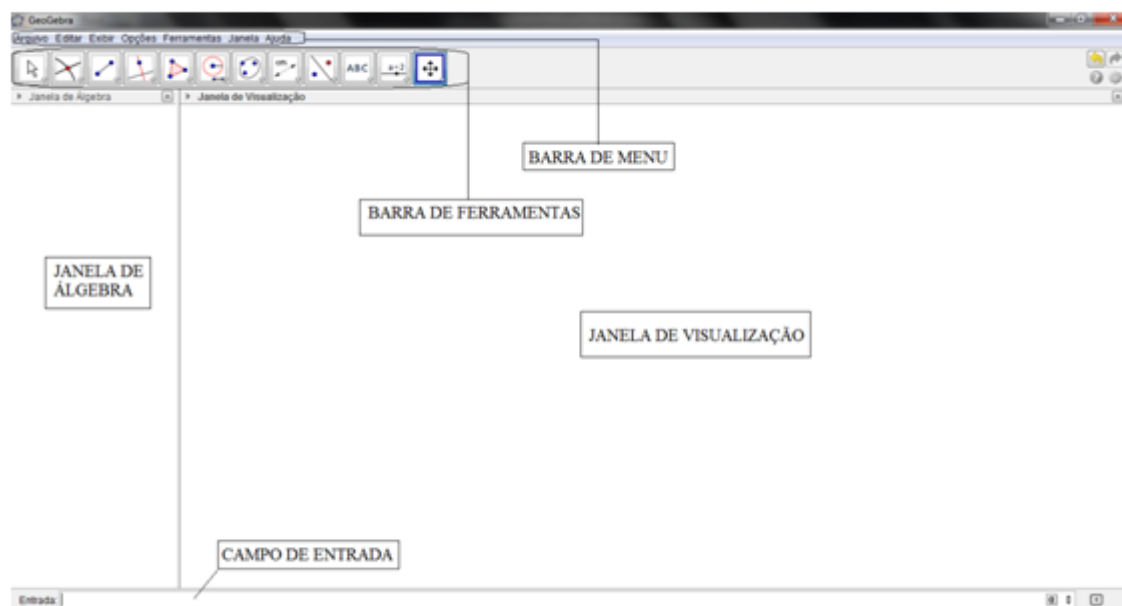 GeoGebra
Arquivo Editar Exibir Opções Ferramentas Janela Ajuda
ABC
a=2
Janela de Álgebra
Janela de Visualização
BARRA DE MENU
BARRA DE FERRAMENTAS
JANELA DE
ÁLGEBRA
JANELA DE VISUALIZAÇÃO
CAMPO DE ENTRADA
Entrada: